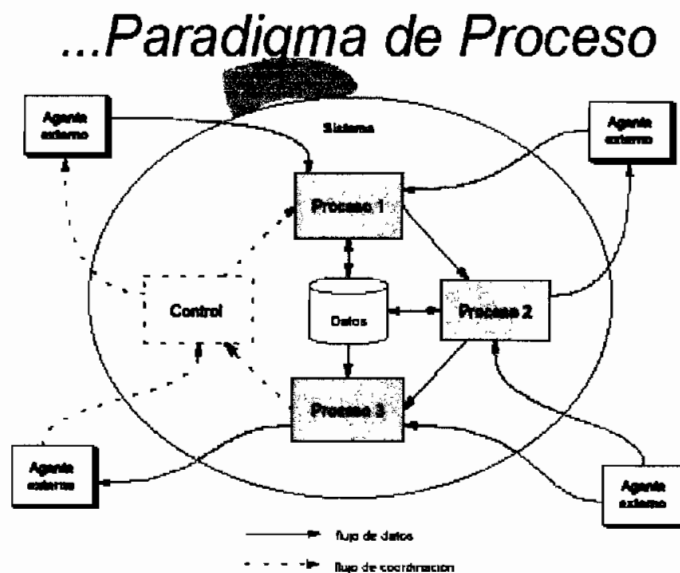 ...Paradigma de Proceso
Agente
externo
Sistema
Agente
externo
Proceso 1
Control
Datos
Proceso 2
Proceso 3
Agente
externo
Agente
externo
flujo de datos
flujo de coordinación